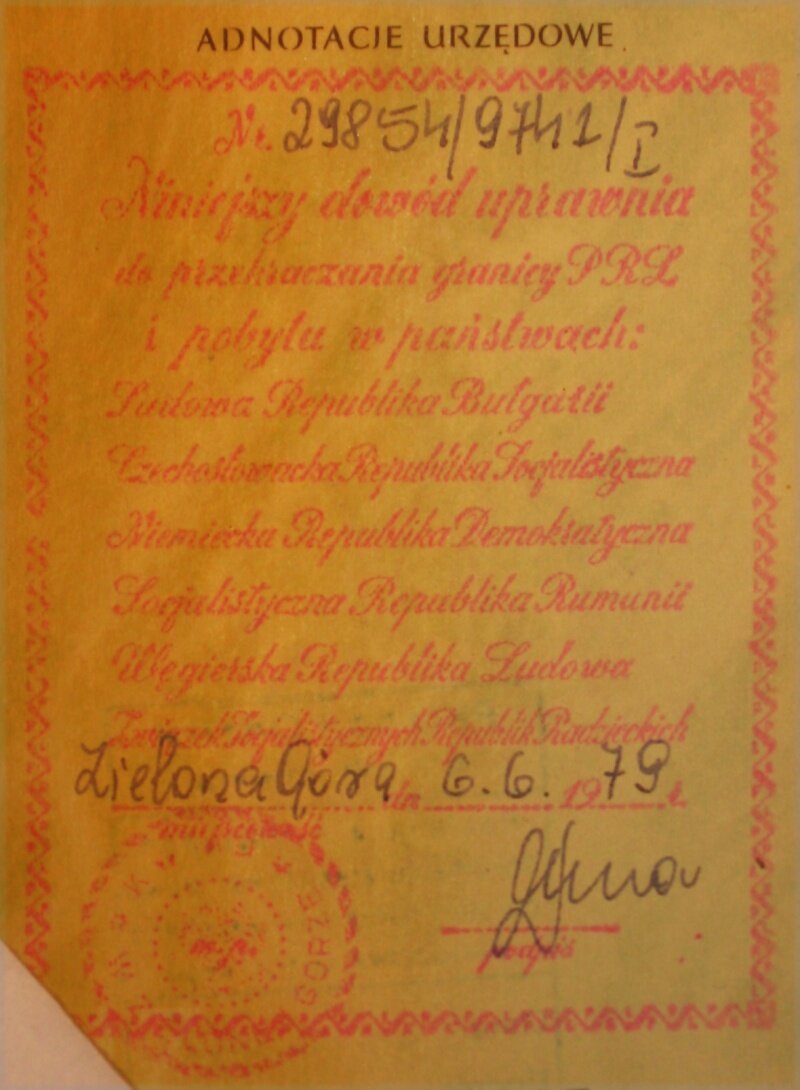 ADNOTACJE URZĘDOWE
Nr. 29854/9741/I
Niniejszy dowód uprawnia
do przekraczania granicy PRL
i pobytu w państwach:
Ludowa Republika Bułgarii
Czechosłowacka Republika Socjalistyczna
Niemiecka Republika Demokratyczna
Socjalistyczna Republika Rumunii
Węgierska Republika Ludowa
Związek Socjalistycznych Republik Radzieckich
Zielona Góra dn 6.6. 1979 r.
miejscowość
m.p.
GÓRZE
podpis